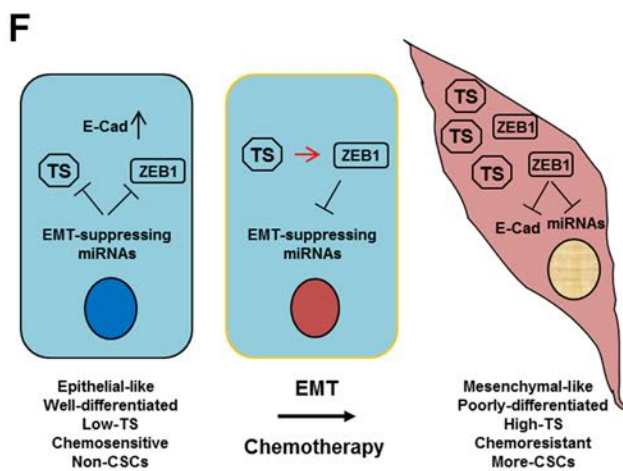 F
E-Cad
TS
ZEB1
EMT-suppressing
miRNAs
Epithelial-like
Well-differentiated
Low-TS
Chemosensitive
Non-CSCs
TS
ZEB1
EMT-suppressing
miRNAs
EMT
Chemotherapy
TS
TS
ZEB1
TS
ZEB1
E-Cad
miRNAs
Mesenchymal-like
Poorly-differentiated
High-TS
Chemoresistant
More-CSCs